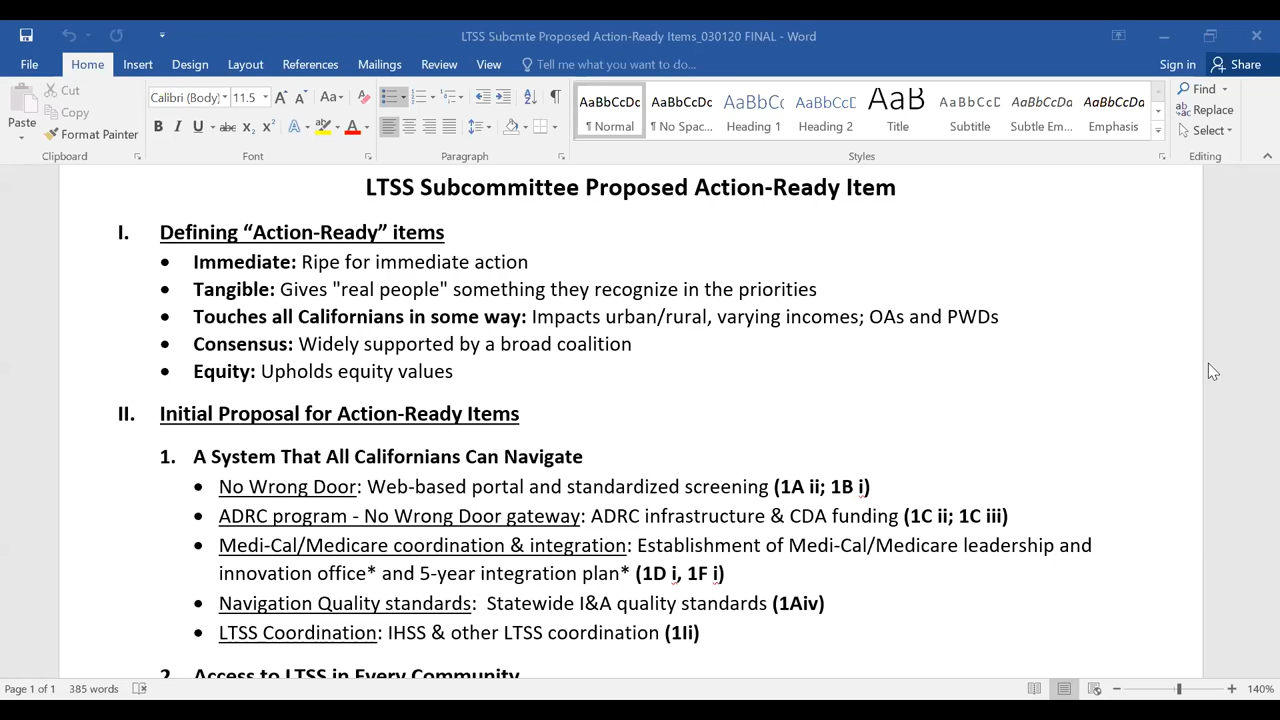 LTSS Subcmte Proposed Action-Ready Items_030120 FINAL - Word
File Home Insert Design Layout References Mailings Review View Tell me what you want to do... Sign in Share
Paste
Cut
Copy
Format Painter
Clipboard
Calibri (Body) 11.5
Font
Paragraph
AaBbCcDc AaBbCcDc AaBbCc AaBbCcD AaB AaBbCcD AaBbCcDa AaBbCcDa
¶ Normal ¶ No Spac... Heading 1 Heading 2 Title Subtitle Subtle Em... Emphasis
Styles
Find
Replace
Select
Editing
LTSS Subcommittee Proposed Action-Ready Item
I. Defining “Action-Ready” items
• Immediate: Ripe for immediate action
• Tangible: Gives "real people" something they recognize in the priorities
• Touches all Californians in some way: Impacts urban/rural, varying incomes; OAs and PWDs
• Consensus: Widely supported by a broad coalition
• Equity: Upholds equity values
II. Initial Proposal for Action-Ready Items
1. A System That All Californians Can Navigate
• No Wrong Door: Web-based portal and standardized screening (1A ii; 1B i)
• ADRC program - No Wrong Door gateway: ADRC infrastructure & CDA funding (1C ii; 1C iii)
• Medi-Cal/Medicare coordination & integration: Establishment of Medi-Cal/Medicare leadership and
innovation office* and 5-year integration plan* (1D i, 1F i)
• Navigation Quality standards: Statewide I&A quality standards (1Aiv)
• LTSS Coordination: IHSS & other LTSS coordination (1Ii)
2. Access to LTSS in Every Community
Page 1 of 1 385 words 140%